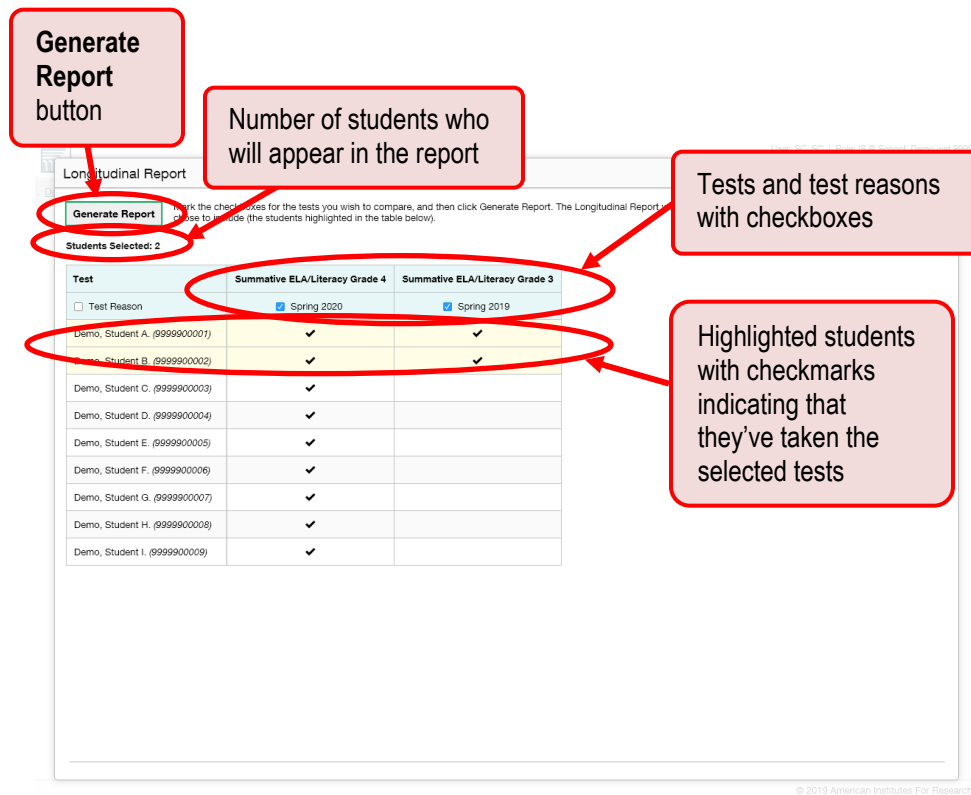 Generate
Report
button
Number of students who
will appear in the report
Longitudinal Report
Tests and test reasons
with checkboxes
Generate Report
the checkboxes for the tests you wish to compare, and then click Generate Report. The Longitudinal Report
chose to include (the students highlighted in the table below).
Students Selected: 2
Test Summative ELA/Literacy Grade 4 Summative ELA/Literacy Grade 3
Test Reason Spring 2020 Spring 2019
Demo, Student A. (9999900001)
Demo, Student B. (9999900002)
Demo, Student C. (9999900003)
Demo, Student D. (9999900004)
Demo, Student E. (9999900005)
Demo, Student F. (9999900006)
Demo, Student G. (9999900007)
Demo, Student H. (9999900008)
Demo, Student I. (9999900009)
Highlighted students
with checkmarks
indicating that
they've taken the
selected tests
© 2019 American Institutes For Research